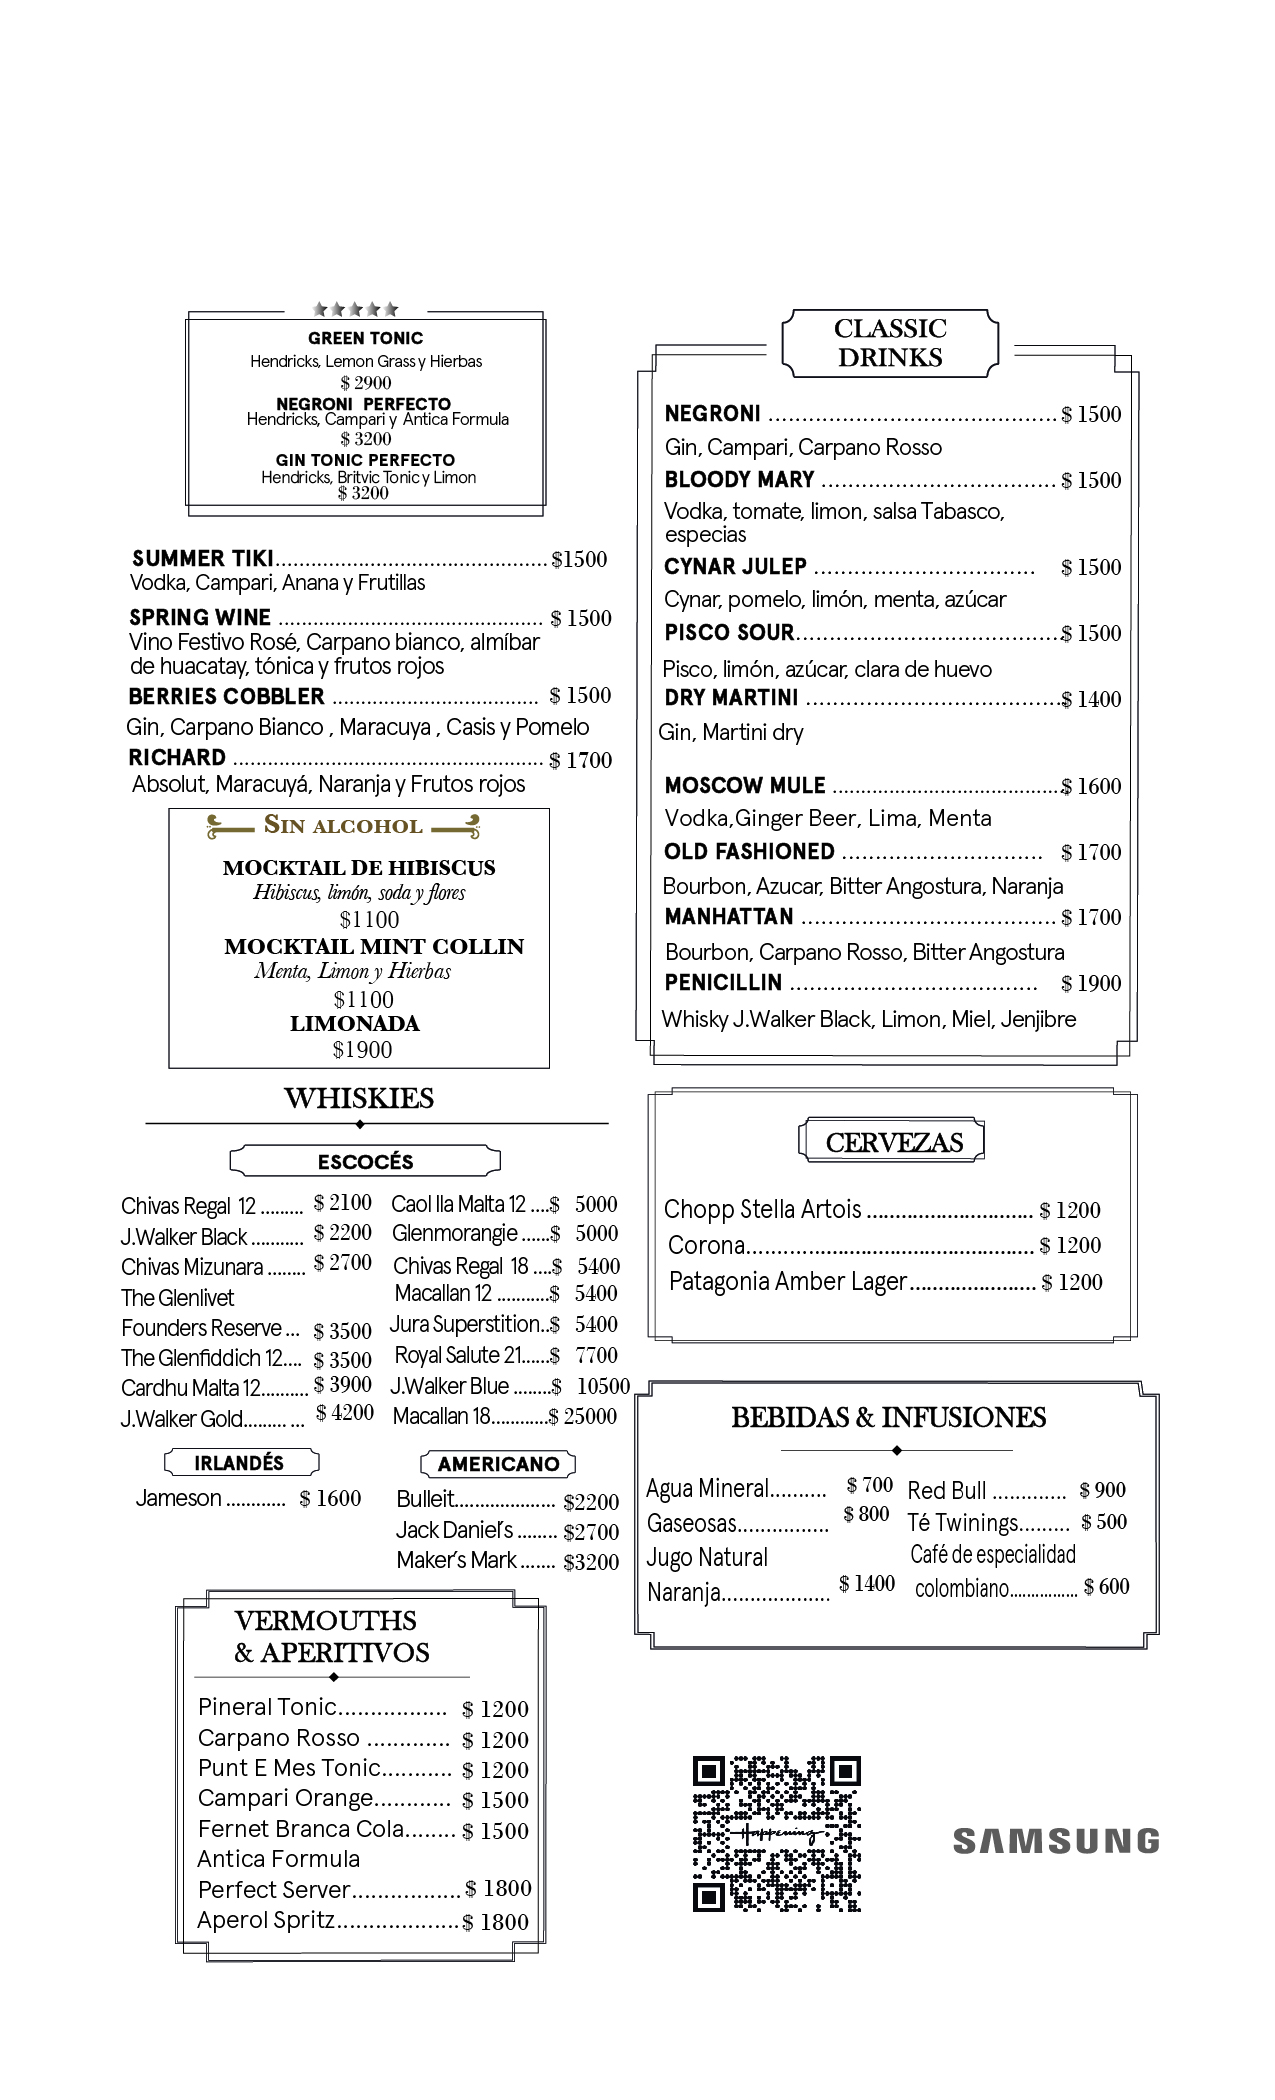 GREEN TONIC
Hendricks, Lemon Grass y Hierbas
$ 2900
NEGRONI PERFECTO
Hendricks, Campari y Antica Formula
$ 3200
GIN TONIC PERFECTO
Hendricks, Britvic Tonic y Limon
$ 3200
SUMMER TIKI........................................... $1500
Vodka, Campari, Anana y Frutillas
SPRING WINE .......................................... $ 1500
Vino Festivo Rosé, Carpano bianco, almíbar
de huacatay, tónica y frutos rojos
BERRIES COBBLER .................................. $ 1500
Gin, Carpano Bianco , Maracuya , Casis y Pomelo
RICHARD .................................................. $ 1700
Absolut, Maracuyá, Naranja y Frutos rojos
SIN ALCOHOL
MOCKTAIL DE HIBISCUS
Hibiscus, limón, soda y flores
$1100
MOCKTAIL MINT COLLIN
Menta, Limon y Hierbas
$1100
LIMONADA
$1900
WHISKIES
ESCOCÉS
Chivas Regal 12 ......... $ 2100
J.Walker Black ........... $ 2200
Chivas Mizunara ........ $ 2700
The Glenlivet
Founders Reserve ... $ 3500
The Glenfiddich 12.... $ 3500
Cardhu Malta 12.......... $ 3900
J.Walker Gold......... ... $ 4200
Caol Ila Malta 12 ....$ 5000
Glenmorangie ......$ 5000
Chivas Regal 18 ....$ 5400
Macallan 12 ...........$ 5400
Jura Superstition..$ 5400
Royal Salute 21......$ 7700
J.Walker Blue ........$ 10500
Macallan 18............$ 25000
IRLANDÉS
Jameson ............ $ 1600
AMERICANO
Bulleit..................... $2200
Jack Daniel's ........ $2700
Maker's Mark ....... $3200
VERMOUTHS
& APERITIVOS
Pineral Tonic................. $ 1200
Carpano Rosso ............. $ 1200
Punt E Mes Tonic........... $ 1200
Campari Orange............ $ 1500
Fernet Branca Cola........ $ 1500
Antica Formula
Perfect Server................. $ 1800
Aperol Spritz................... $ 1800
CLASSIC
DRINKS
NEGRONI ........................................... $ 1500
Gin, Campari, Carpano Rosso
BLOODY MARY ................................... $ 1500
Vodka, tomate, limon, salsa Tabasco,
especias
CYNAR JULEP ................................. $ 1500
Cynar, pomelo, limón, menta, azúcar
PISCO SOUR........................................ $ 1500
Pisco, limón, azúcar, clara de huevo
DRY MARTINI ....................................... $ 1400
Gin, Martini dry
MOSCOW MULE ....................................... $ 1600
Vodka,Ginger Beer, Lima, Menta
OLD FASHIONED .............................. $ 1700
Bourbon, Azucar, Bitter Angostura, Naranja
MANHATTAN ...................................... $ 1700
Bourbon, Carpano Rosso, Bitter Angostura
PENICILLIN ..................................... $ 1900
Whisky J.Walker Black, Limon, Miel, Jenjibre
CERVEZAS
Chopp Stella Artois ............................. $ 1200
Corona.................................................. $ 1200
Patagonia Amber Lager...................... $ 1200
BEBIDAS & INFUSIONES
Agua Mineral.......... $ 700
Gaseosas................ $ 800
Jugo Natural
Naranja................... $ 1400
Red Bull ............. $ 900
Té Twinings......... $ 500
Café de especialidad
colombiano................ $ 600
Happening
SAMSUNG